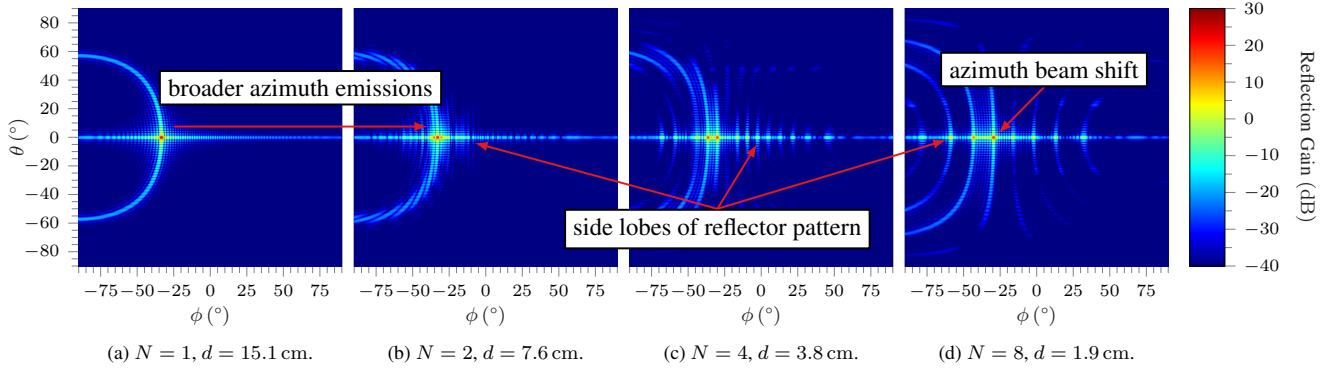 80
60
40
20
0
−20
−40
−60
−80
θ (°)
broader azimuth emissions
azimuth beam shift
side lobes of reflector pattern
−75 −50 −25 0 25 50 75
ϕ (°)
−75 −50 −25 0 25 50 75
ϕ (°)
−75 −50 −25 0 25 50 75
ϕ (°)
−75 −50 −25 0 25 50 75
ϕ (°)
30
20
10
0
−10
−20
−30
−40
Reflection Gain (dB)
(a) N = 1, d = 15.1 cm.
(b) N = 2, d = 7.6 cm.
(c) N = 4, d = 3.8 cm.
(d) N = 8, d = 1.9 cm.